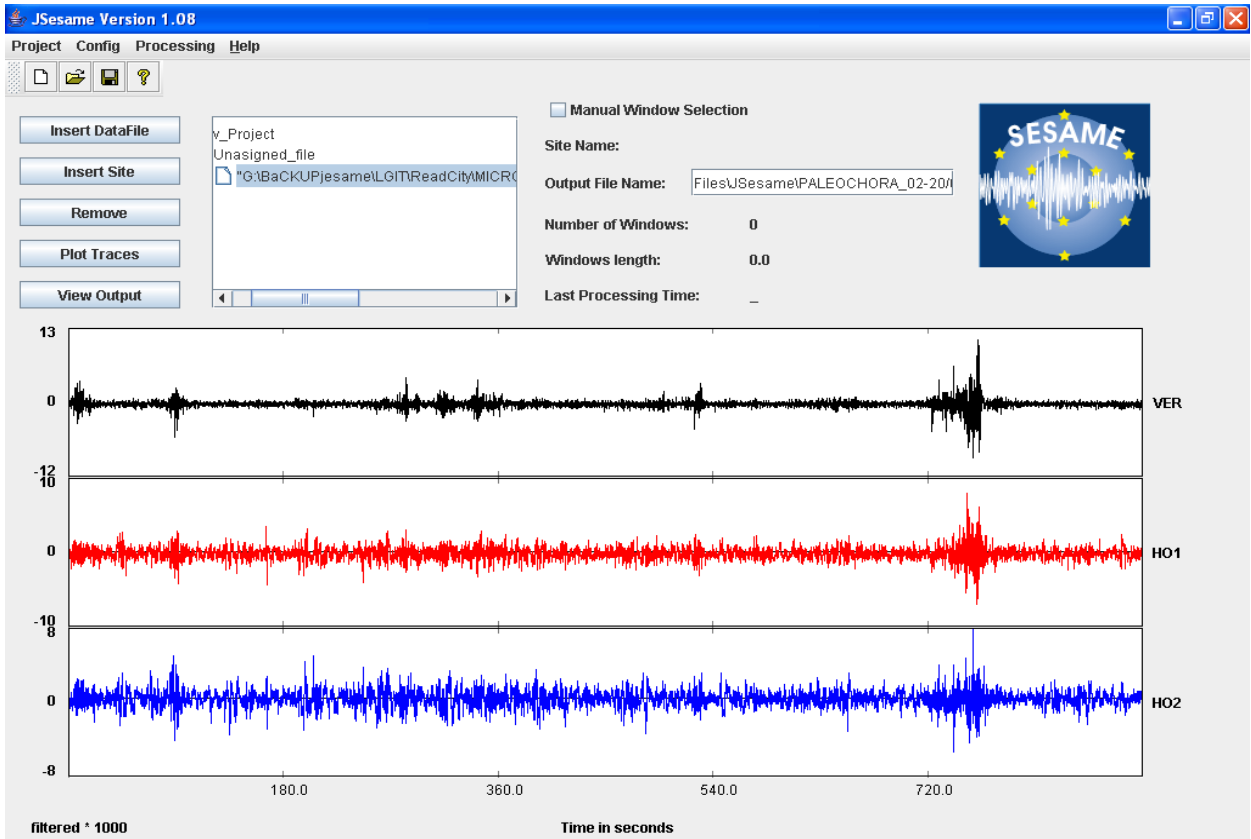 JSesame Version 1.08
Project Config Processing Help
Insert DataFile
Insert Site
Remove
Plot Traces
View Output
v_Project
Unasigned_file
"G:\BaCKUPjesame\LGIT\ReadCity\MICRO
Manual Window Selection
Site Name:
Output File Name: Files\JSesame\PALEOCHORA_02-20/
Number of Windows: 0
Windows length: 0.0
Last Processing Time: _
SESAME
13
0
-12
VER
10
0
-10
HO1
8
0
-8
HO2
180.0 360.0 540.0 720.0
filtered * 1000 Time in seconds